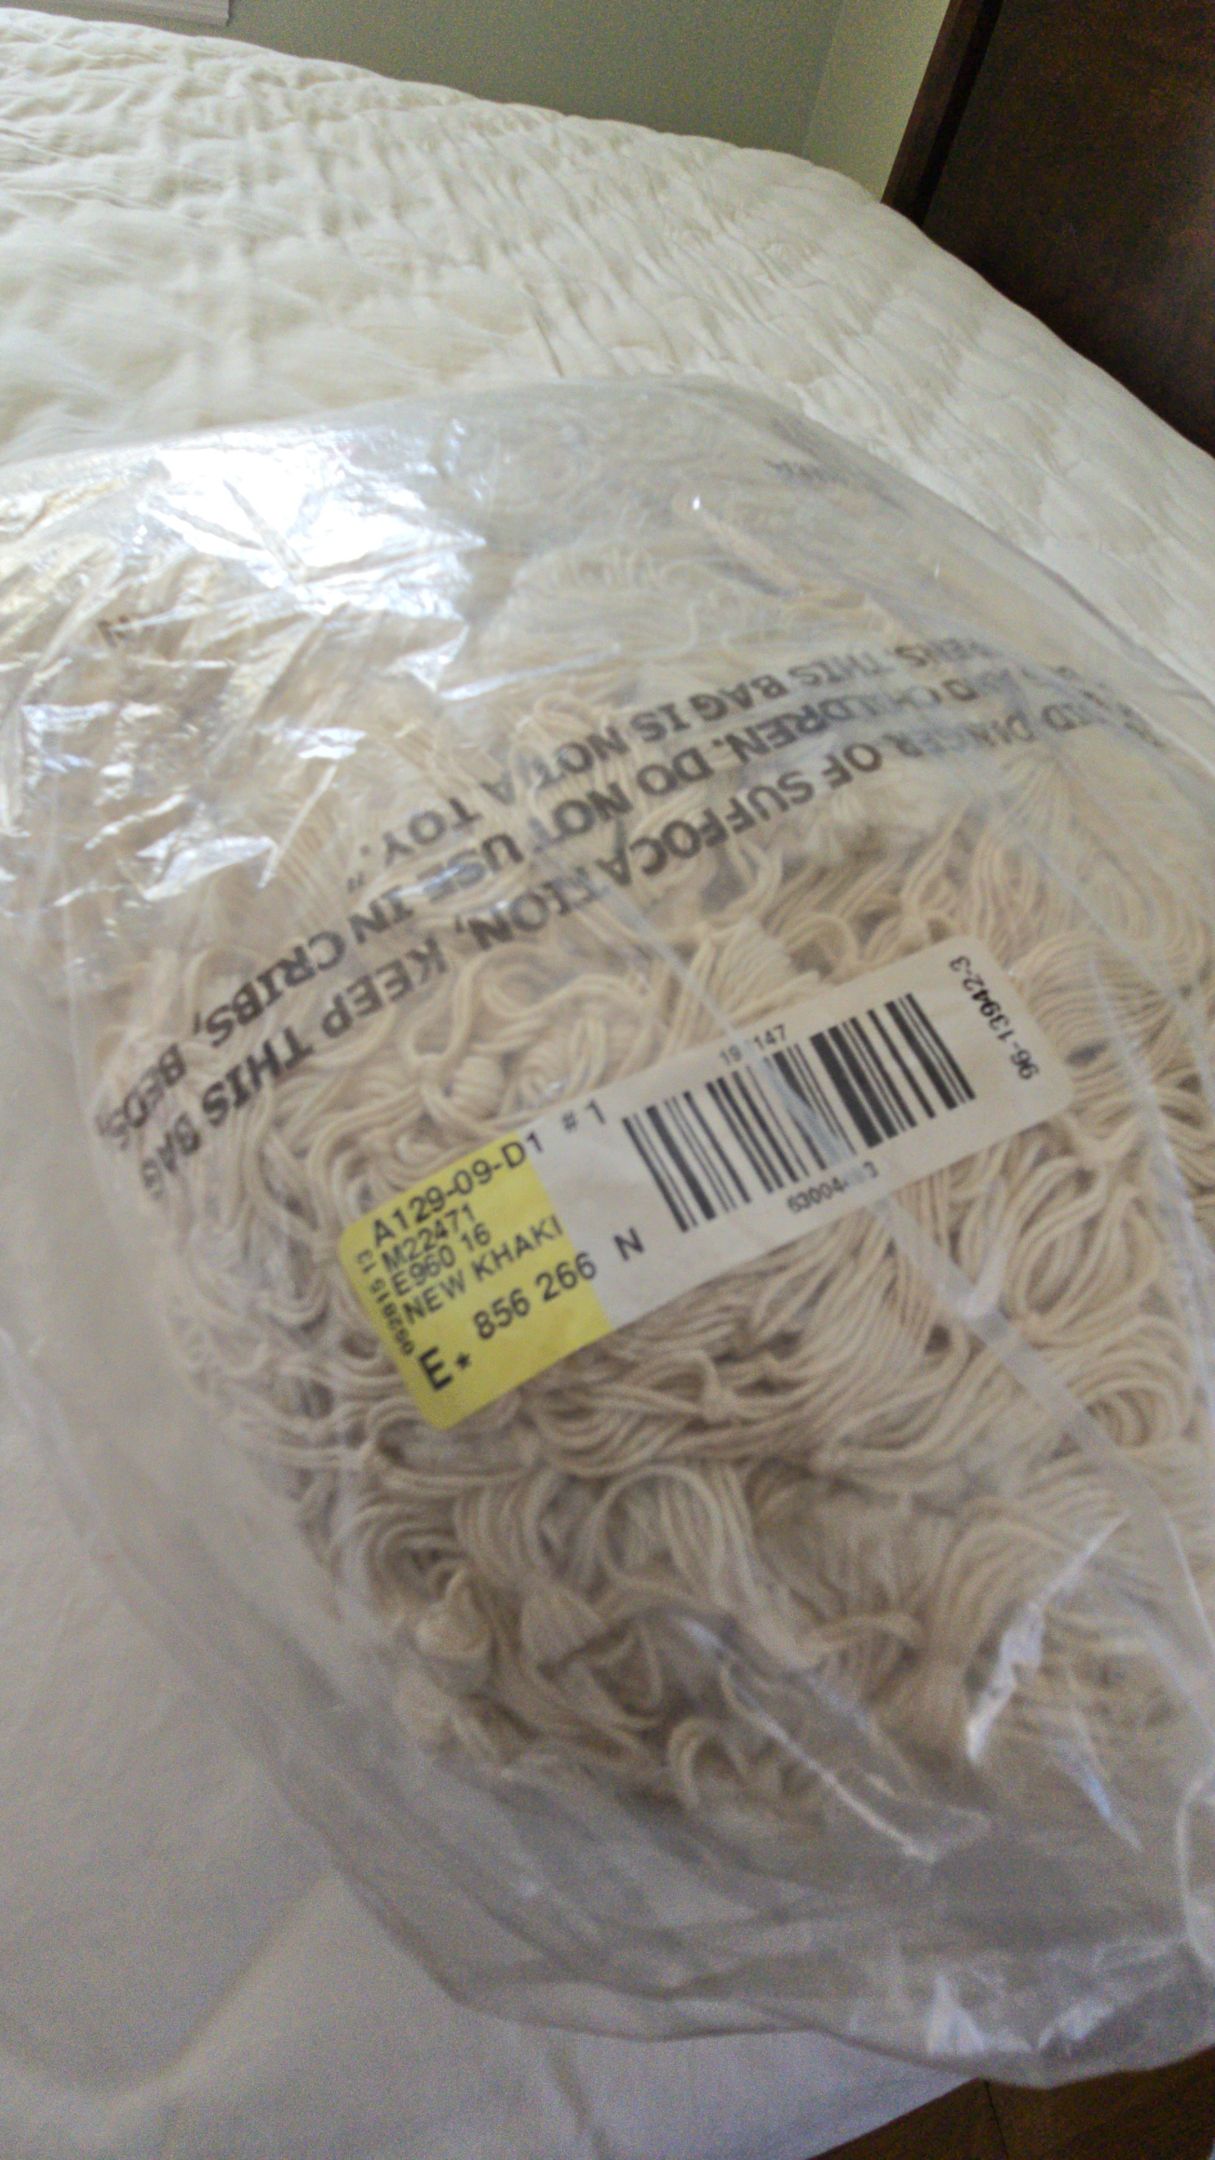 DANGER OF SUFFOCATION, KEEP THIS
AND CHILDREN. DO NOT USE IN CRIBS, BEDS,
THIS BAG IS NOT A TOY."
A129-09-D1 # 1
M22471
E960 16
NEW KHAKI
E* 856 266 N
96-13942-3